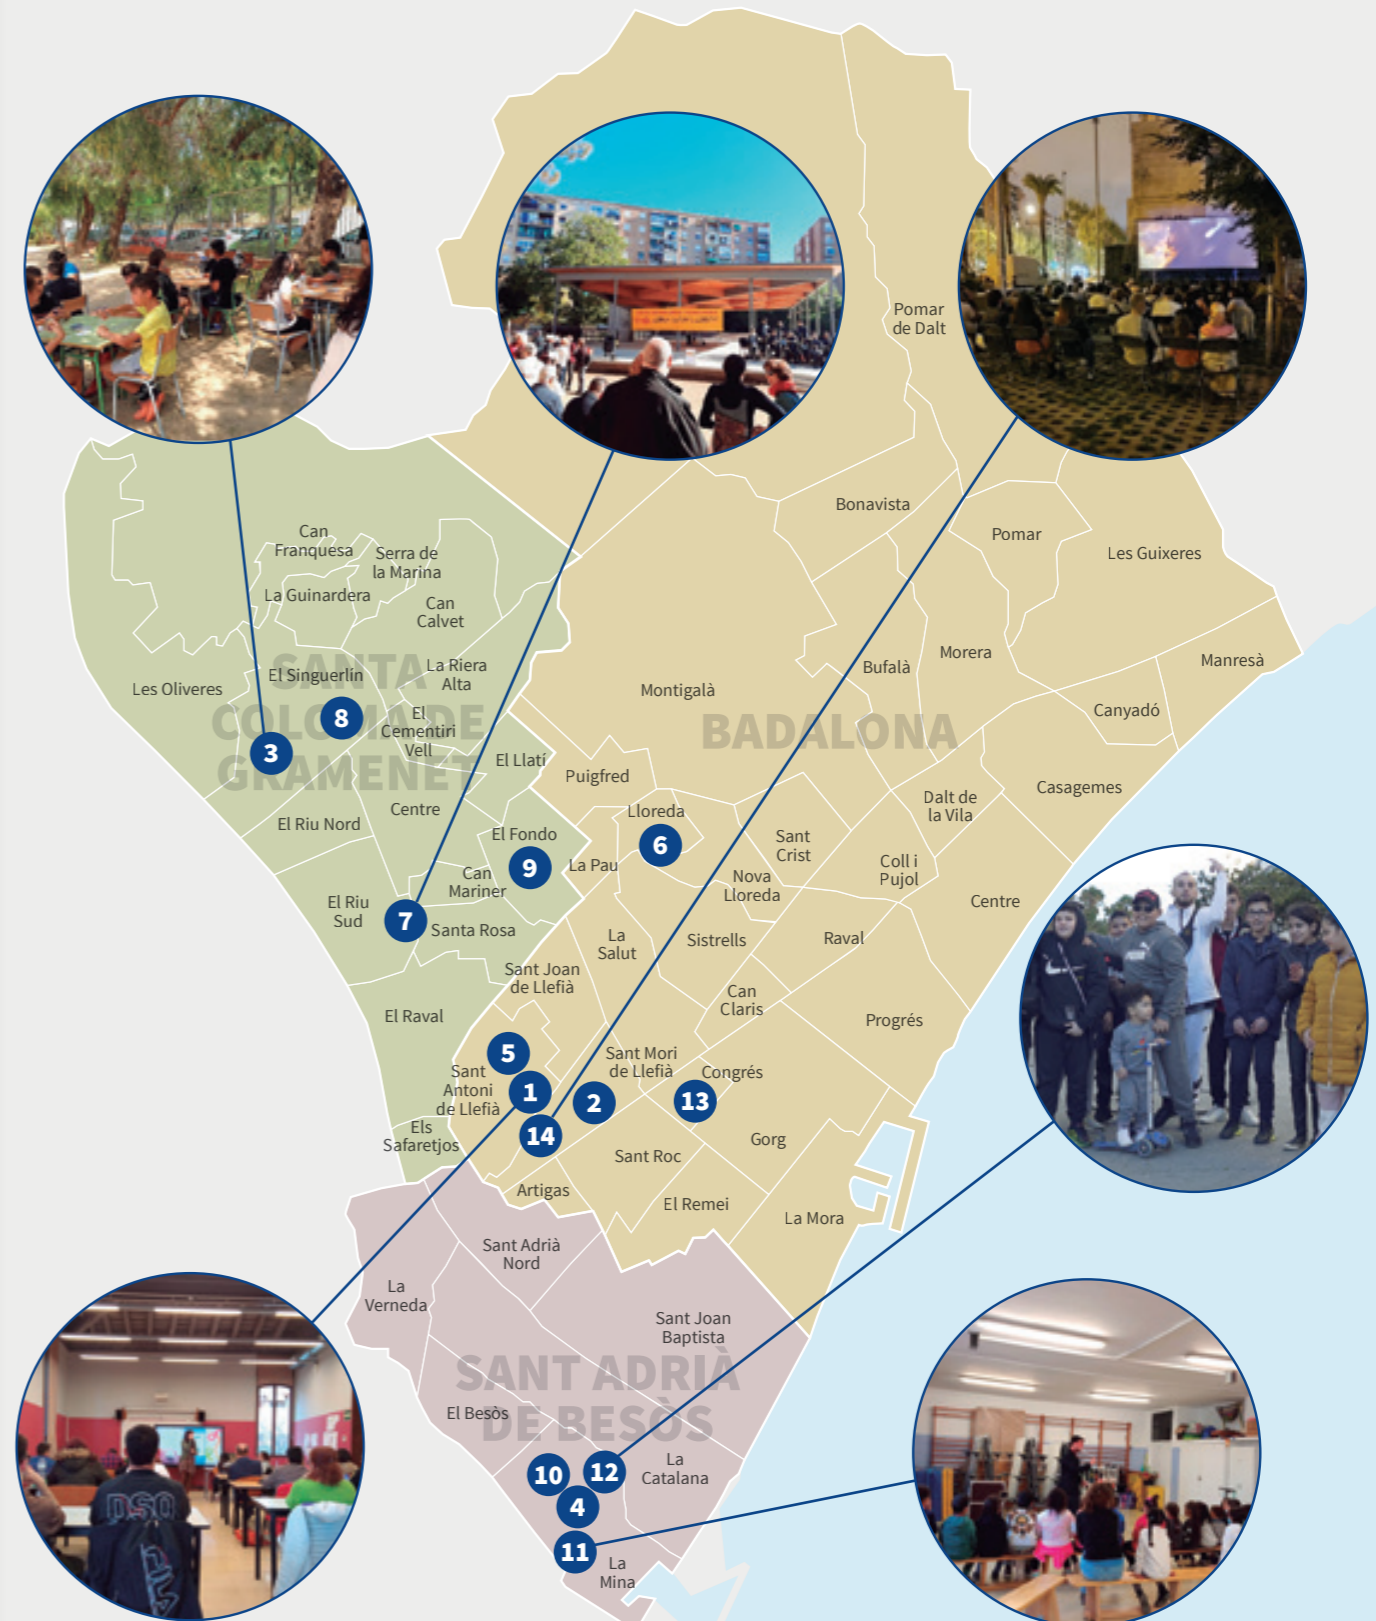 Pomar
de Dalt
Bonavista
Pomar
Les Guixeres
Can
Franquesa
Serra de
la Marina
La Guinardera
Can
Calvet
La Riera
Alta
Les Oliveres
El Singuerlín
SANTA
COLOMA DE
GRAMENET
8
3
El
Cementiri
Vell
El Llatí
Centre
El Riu Nord
El Fondo
9
Can
Mariner
El Riu
Sud
7
Santa Rosa
El Raval
Els
Safaretjos
Montigalà
BADALONA
Bufalà
Morera
Manresà
Canyadó
Casagemes
Puigfred
Lloreda
6
La Pau
Sant
Crist
Dalt de
la Vila
Coll i
Pujol
Nova
Lloreda
Centre
La
Salut
Sistrells
Raval
Sant Joan
de Llefià
Can
Claris
Progrés
5
Sant
Antoni
de Llefià
1
2
14
Sant Mori
de Llefià
Congrés
13
Gorg
Sant Roc
Artigas
El Remei
La Mora
Sant Adrià
Nord
La
Verneda
Sant Joan
Baptista
SANT ADRIÀ
DE BESÒS
El Besòs
10
12
4
11
La
Catalana
La
Mina
DSQ